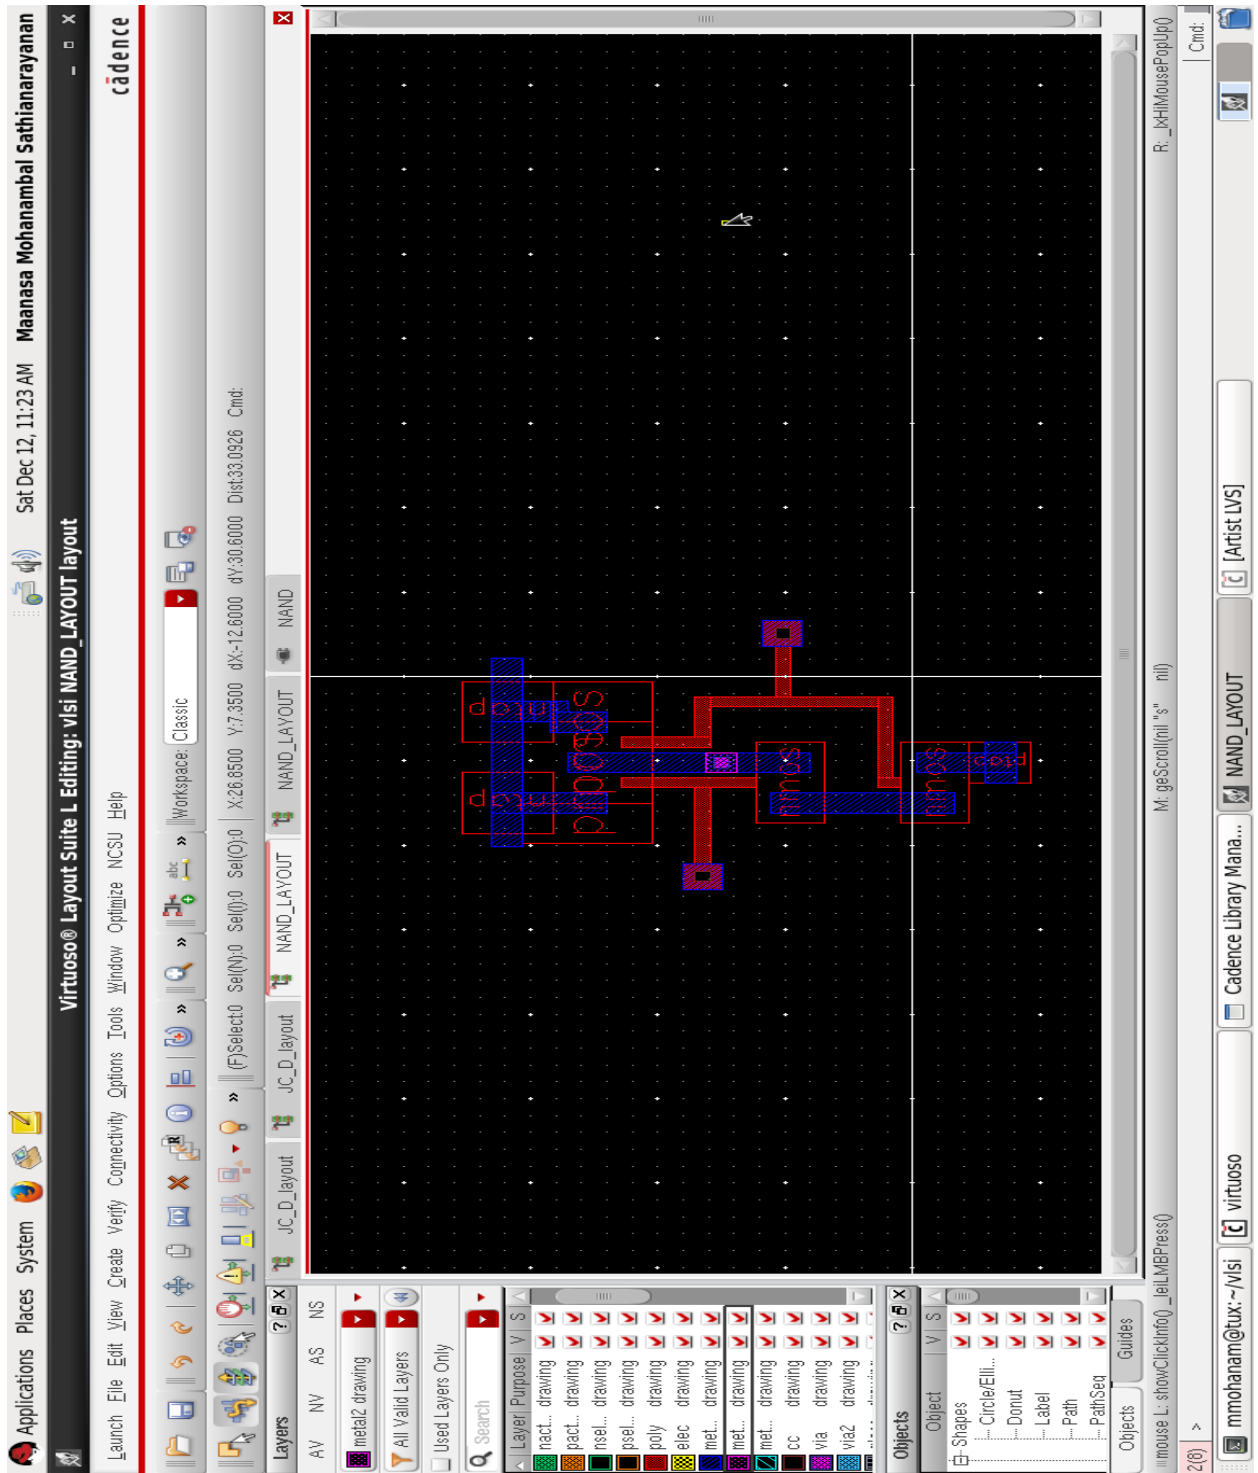 Applications Places System
Sat Dec 12, 11:23 AM Maanasa Mohanambal Sathianarayanan
Virtuoso® Layout Suite L Editing: vlsi NAND_LAYOUT layout
Launch File Edit View Create Verify Connectivity Options Tools Window Optimize NCSU Help
cādence
Workspace: Classic
(F)Select:0 Sel(N):0 Sel(I):0 Sel(O):0 X:26.8500 Y:7.3500 dX:-12.6000 dY:30.6000 Dist:33.0926 Cmd:
JC_D_layout
JC_D_layout
NAND_LAYOUT
NAND_LAYOUT
NAND
Layers
AV NV AS NS
metal2 drawing
All Valid Layers
Used Layers Only
Search
Layer Purpose V S
nact... drawing
pact... drawing
nsel... drawing
psel... drawing
poly drawing
elec drawing
met... drawing
met... drawing
met... drawing
cc drawing
via drawing
via2 drawing
Objects
Object V S
Shapes
Circle/Elli...
Donut
Label
Path
PathSeg
Objects Guides
pmos
nmos
nmos
mouse L: showClickInfo() _leiLMBPress()
M: geScroll(nil "s" nil)
R: _lxHiMousePopUp()
2(8) >
Cmd:
mmohanam@tux:~/vlsi
virtuoso
Cadence Library Mana...
NAND_LAYOUT
[Artist LVS]